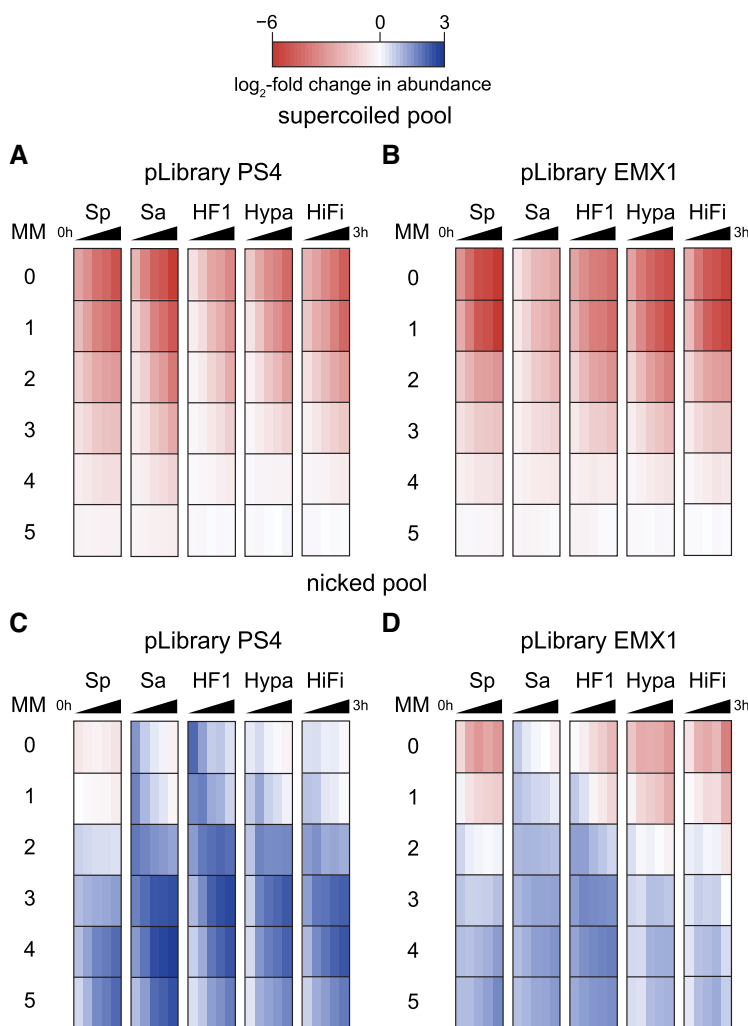 −6 0 3
log2-fold change in abundance
supercoiled pool
A B
pLibrary PS4 pLibrary EMX1
Sp Sa HF1 Hypa HiFi Sp Sa HF1 Hypa HiFi
MM 0h 3h MM 0h 3h
0 0
1 1
2 2
3 3
4 4
5 5
nicked pool
C D
pLibrary PS4 pLibrary EMX1
Sp Sa HF1 Hypa HiFi Sp Sa HF1 Hypa HiFi
MM 0h 3h MM 0h 3h
0 0
1 1
2 2
3 3
4 4
5 5